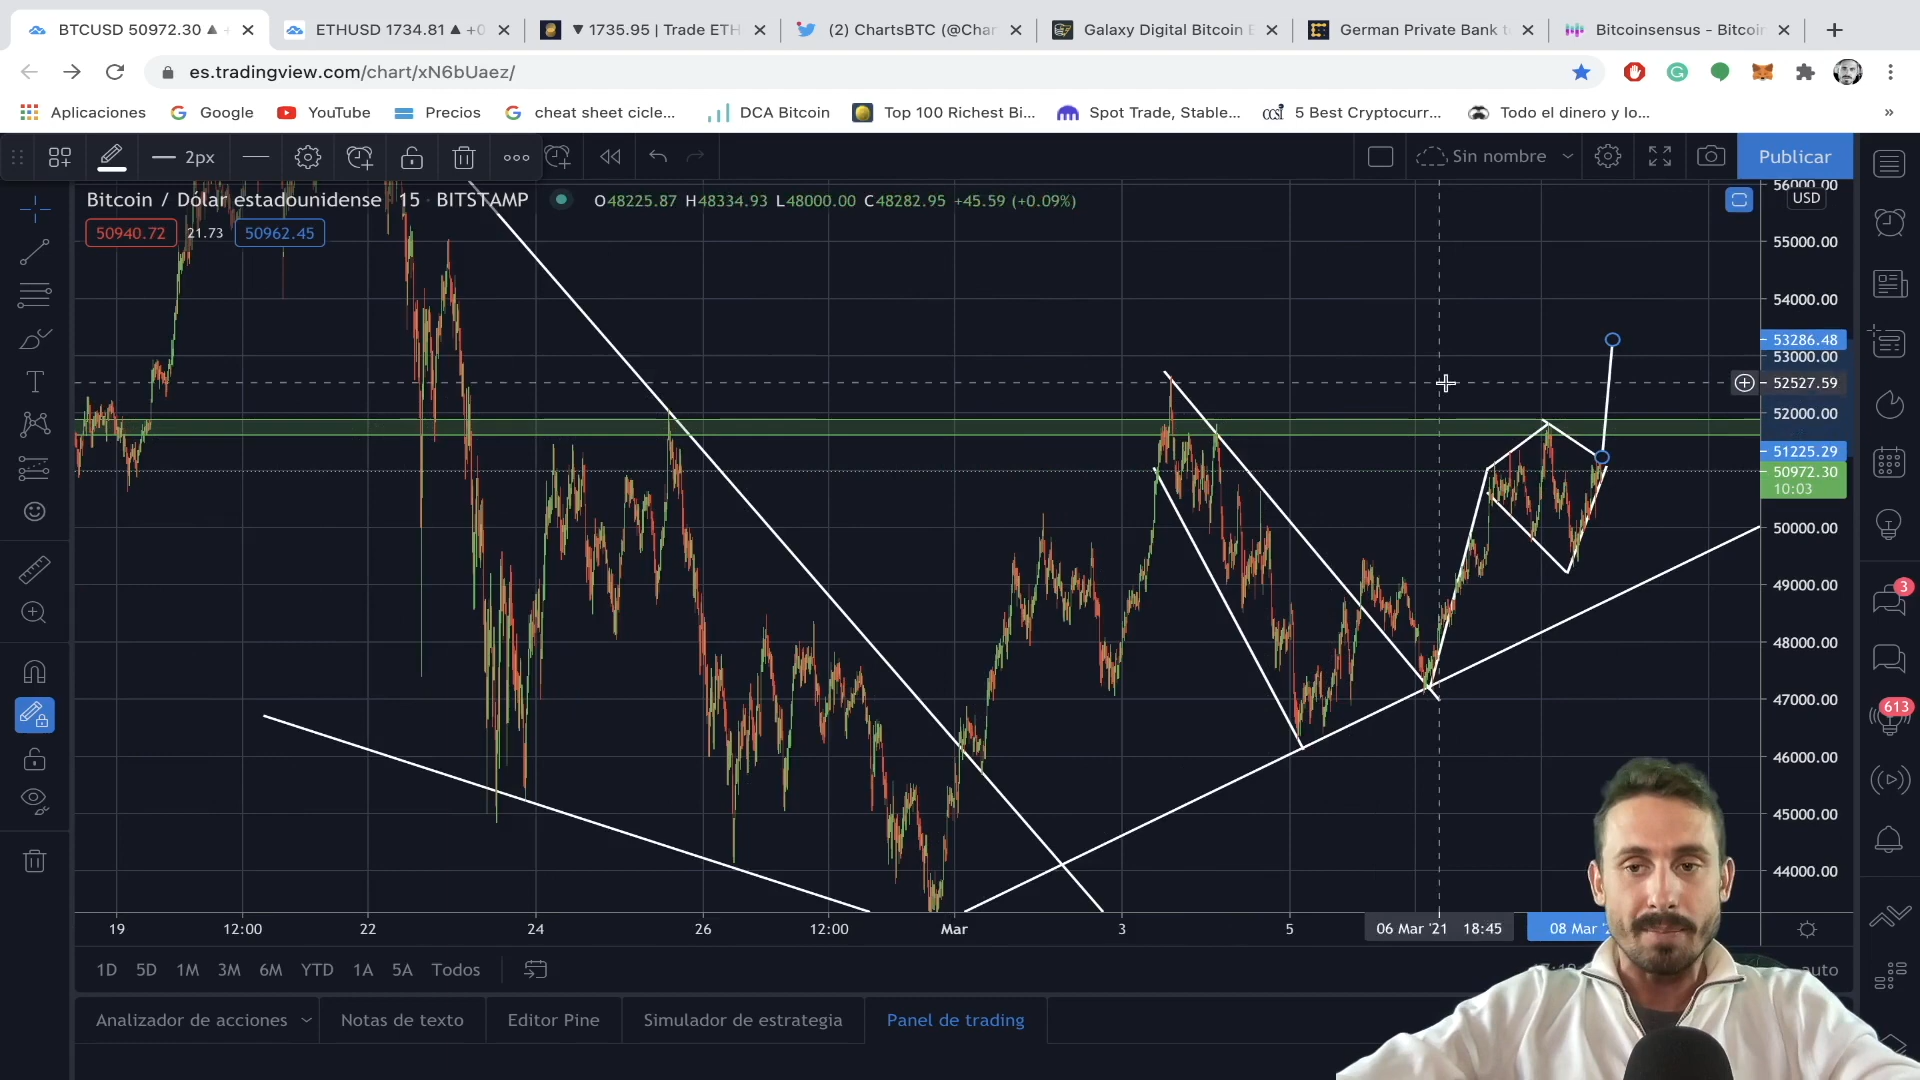 BTCUSD 50972.30 ▲
ETHUSD 1734.81 ▲ +0
▼ 1735.95 | Trade ETH
(2) ChartsBTC (@Char
Galaxy Digital Bitcoin E
German Private Bank t
Bitcoinsensus - Bitcoi
es.tradingview.com/chart/xN6bUaez/
Aplicaciones
Google
YouTube
Precios
cheat sheet cicle...
DCA Bitcoin
Top 100 Richest Bi...
Spot Trade, Stable...
5 Best Cryptocurr...
Todo el dinero y lo...
2px
Sin nombre
Publicar
Bitcoin / Dólar estadounidense 15 BITSTAMP
O48225.87 H48334.93 L48000.00 C48282.95 +45.59 (+0.09%)
50940.72 21.73 50962.45
56000.00
USD
55000.00
54000.00
53286.48
53000.00
52527.59
52000.00
51225.29
50972.30
10:03
50000.00
49000.00
48000.00
47000.00
46000.00
45000.00
44000.00
3
613
19 12:00 22 24 26 12:00 Mar 3 5 06 Mar '21 18:45 08 Mar
1D 5D 1M 3M 6M YTD 1A 5A Todos
auto
Analizador de acciones
Notas de texto
Editor Pine
Simulador de estrategia
Panel de trading